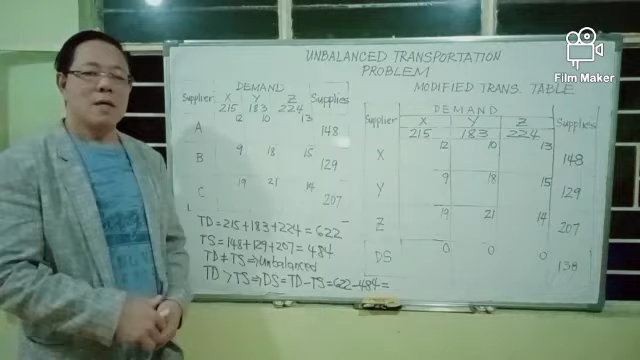 Film Maker
UNBALANCED TRANSPORTATION
PROBLEM
DEMAND
Supplier X Y Z Supplies
215 183 224
A 12 10 13 148
B 9 18 15 129
C 19 21 14 207
TD = 215 + 183 + 224 = 622
TS = 148 + 129 + 207 = 484
TD ≠ TS ⇒ Unbalanced
TD > TS ⇒ DS = TD - TS = 622 - 484 =
MODIFIED TRANS. TABLE
DEMAND
Supplier X Y Z Supplies
215 183 224
X 12 10 13 148
Y 9 18 15 129
Z 19 21 14 207
DS 0 0 0 138